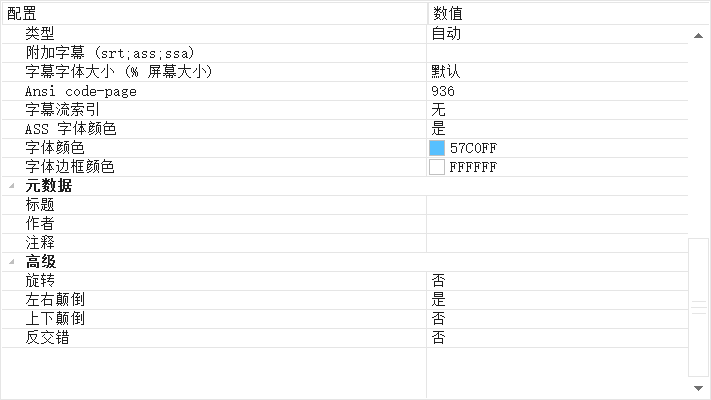 配置 数值
类型 自动
附加字幕 (srt;ass;ssa)
字幕字体大小 (% 屏幕大小) 默认
Ansi code-page 936
字幕流索引 无
ASS 字体颜色 是
字体颜色 57C0FF
字体边框颜色 FFFFFF
元数据
标题
作者
注释
高级
旋转 否
左右颠倒 是
上下颠倒 否
反交错 否